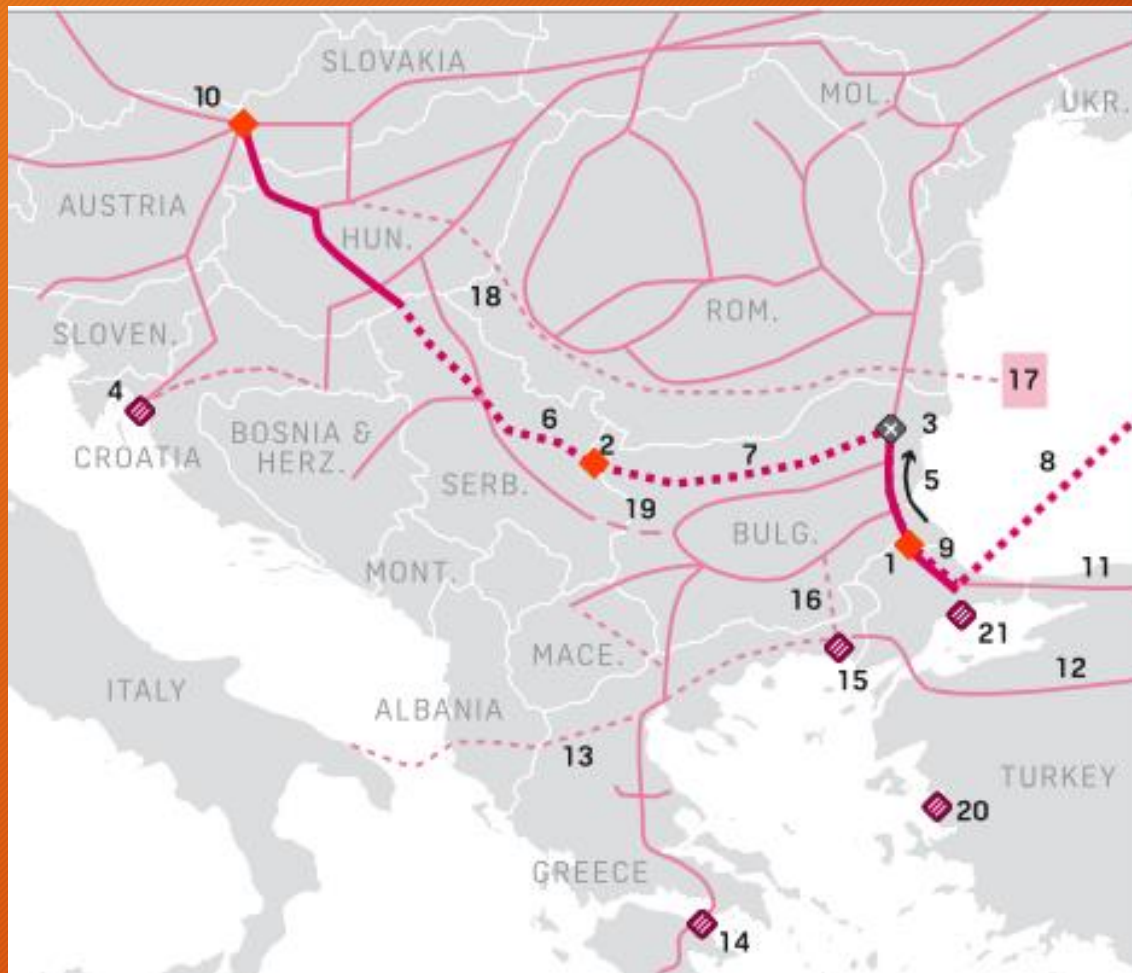 SLOVAKIA
10
MOL.
UKR.
AUSTRIA
HUN.
18
ROM.
SLOVEN.
17
4
BOSNIA &
HERZ.
CROATIA
6
2
7
3
8
SERB.
19
5
BULG.
1
9
11
MONT.
16
21
MACE.
15
12
ITALY
ALBANIA
13
TURKEY
20
GREECE
14